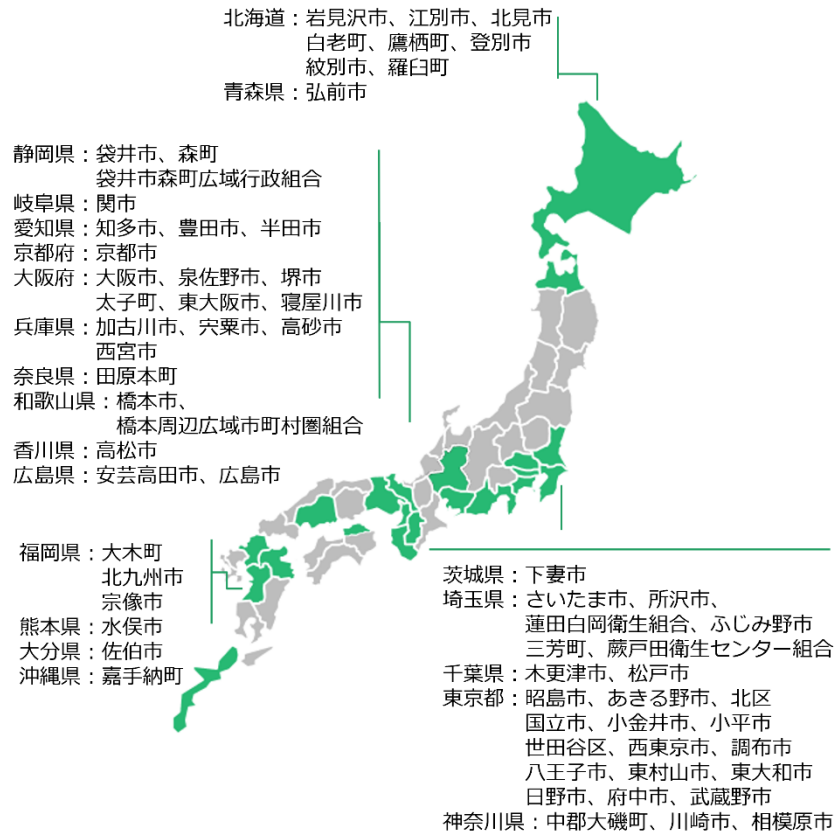 北海道：岩見沢市、江別市、北見市
白老町、鷹栖町、登別市
紋別市、羅臼町
青森県：弘前市
静岡県：袋井市、森町
袋井市森町広域行政組合
岐阜県：関市
愛知県：知多市、豊田市、半田市
京都府：京都市
大阪府：大阪市、泉佐野市、堺市
太子町、東大阪市、寝屋川市
兵庫県：加古川市、宍粟市、高砂市
西宮市
奈良県：田原本町
和歌山県：橋本市、
橋本周辺広域市町村圏組合
香川県：高松市
広島県：安芸高田市、広島市
福岡県：大木町
北九州市
宗像市
熊本県：水俣市
大分県：佐伯市
沖縄県：嘉手納町
茨城県：下妻市
埼玉県：さいたま市、所沢市、
蓮田白岡衛生組合、ふじみ野市
三芳町、蕨戸田衛生センター組合
千葉県：木更津市、松戸市
東京都：昭島市、あきる野市、北区
国立市、小金井市、小平市
世田谷区、西東京市、調布市
八王子市、東村山市、東大和市
日野市、府中市、武蔵野市
神奈川県：中郡大磯町、川崎市、相模原市